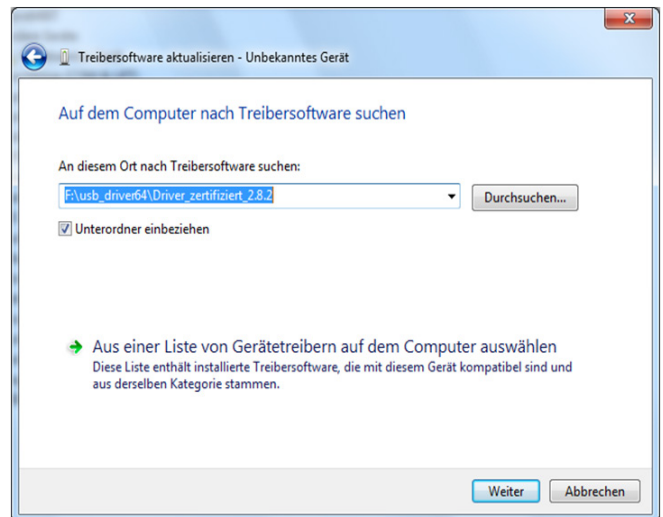 Treibersoftware aktualisieren - Unbekanntes Gerät
Auf dem Computer nach Treibersoftware suchen
An diesem Ort nach Treibersoftware suchen:
F:\usb_driver64\Driver_zertifiziert_2.8.2
Durchsuchen...
Unterordner einbeziehen
Aus einer Liste von Gerätetreibern auf dem Computer auswählen
Diese Liste enthält installierte Treibersoftware, die mit diesem Gerät kompatibel sind und
aus derselben Kategorie stammen.
Weiter
Abbrechen